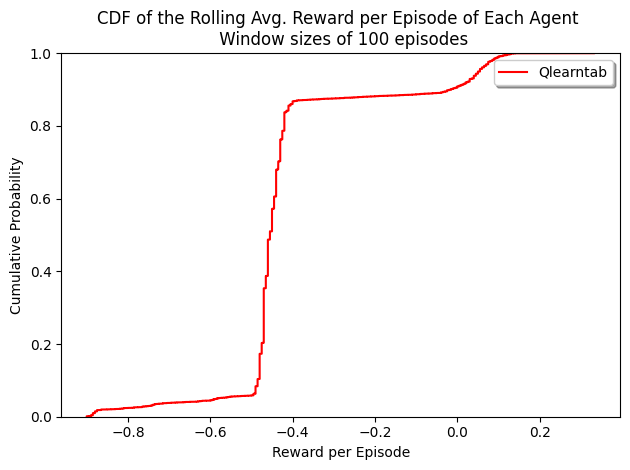 CDF of the Rolling Avg. Reward per Episode of Each Agent
Window sizes of 100 episodes
Qlearntab
Cumulative Probability
1.0
0.8
0.6
0.4
0.2
0.0
−0.8
−0.6
−0.4
−0.2
0.0
0.2
Reward per Episode